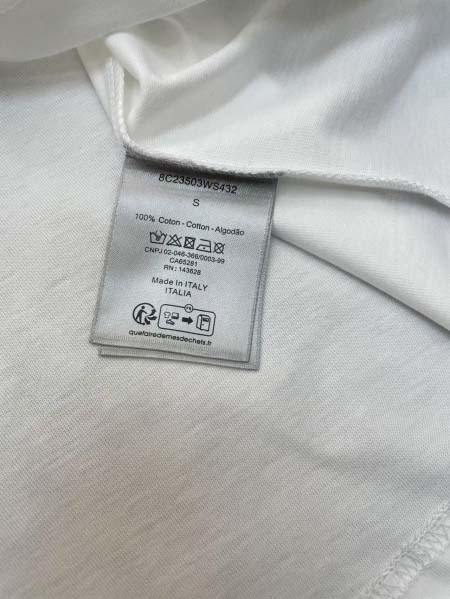 8C23503WS432
S
100% Coton - Cotton - Algodão
CNPJ 02-046-366/0003-99
CA65281
RN : 143628
Made In ITALY
ITALIA
FR
quefairedemesdechets.fr